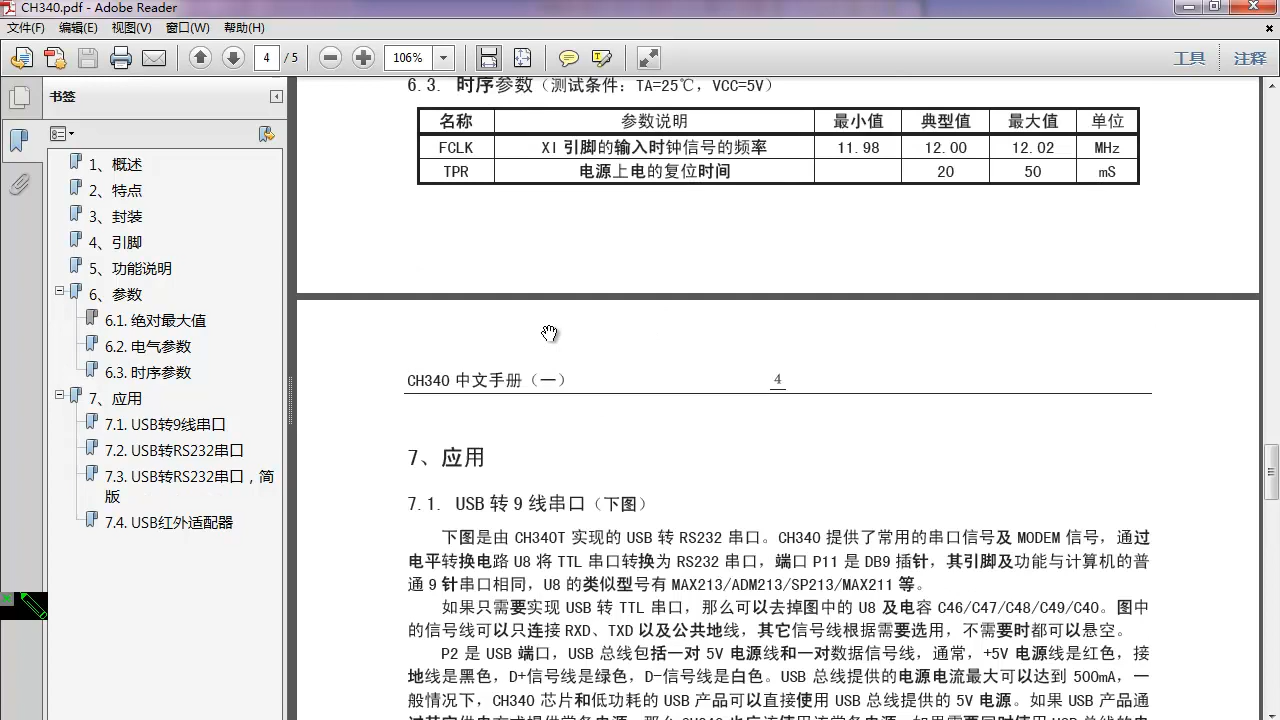 CH340.pdf - Adobe Reader
文件(F) 编辑(E) 视图(V) 窗口(W) 帮助(H)
4 / 5 106% 工具 注释
书签
1、概述
2、特点
3、封装
4、引脚
5、功能说明
6、参数
6.1. 绝对最大值
6.2. 电气参数
6.3. 时序参数
7、应用
7.1. USB转9线串口
7.2. USB转RS232串口
7.3. USB转RS232串口，简
版
7.4. USB红外适配器
6.3. 时序参数（测试条件：TA=25℃，VCC=5V）
名称 参数说明 最小值 典型值 最大值 单位
FCLK XI 引脚的输入时钟信号的频率 11.98 12.00 12.02 MHz
TPR 电源上电的复位时间 20 50 mS
CH340 中文手册（一） 4
7、应用
7.1. USB 转 9 线串口（下图）
下图是由 CH340T 实现的 USB 转 RS232 串口。CH340 提供了常用的串口信号及 MODEM 信号，通过
电平转换电路 U8 将 TTL 串口转换为 RS232 串口，端口 P11 是 DB9 插针，其引脚及功能与计算机的普
通 9 针串口相同，U8 的类似型号有 MAX213/ADM213/SP213/MAX211 等。
如果只需要实现 USB 转 TTL 串口，那么可以去掉图中的 U8 及电容 C46/C47/C48/C49/C40。图中
的信号线可以只连接 RXD、TXD 以及公共地线，其它信号线根据需要选用，不需要时都可以悬空。
P2 是 USB 端口，USB 总线包括一对 5V 电源线和一对数据信号线，通常，+5V 电源线是红色，接
地线是黑色，D+信号线是绿色，D-信号线是白色。USB 总线提供的电源电流最大可以达到 500mA，一
般情况下，CH340 芯片和低功耗的 USB 产品可以直接使用 USB 总线提供的 5V 电源。如果 USB 产品通